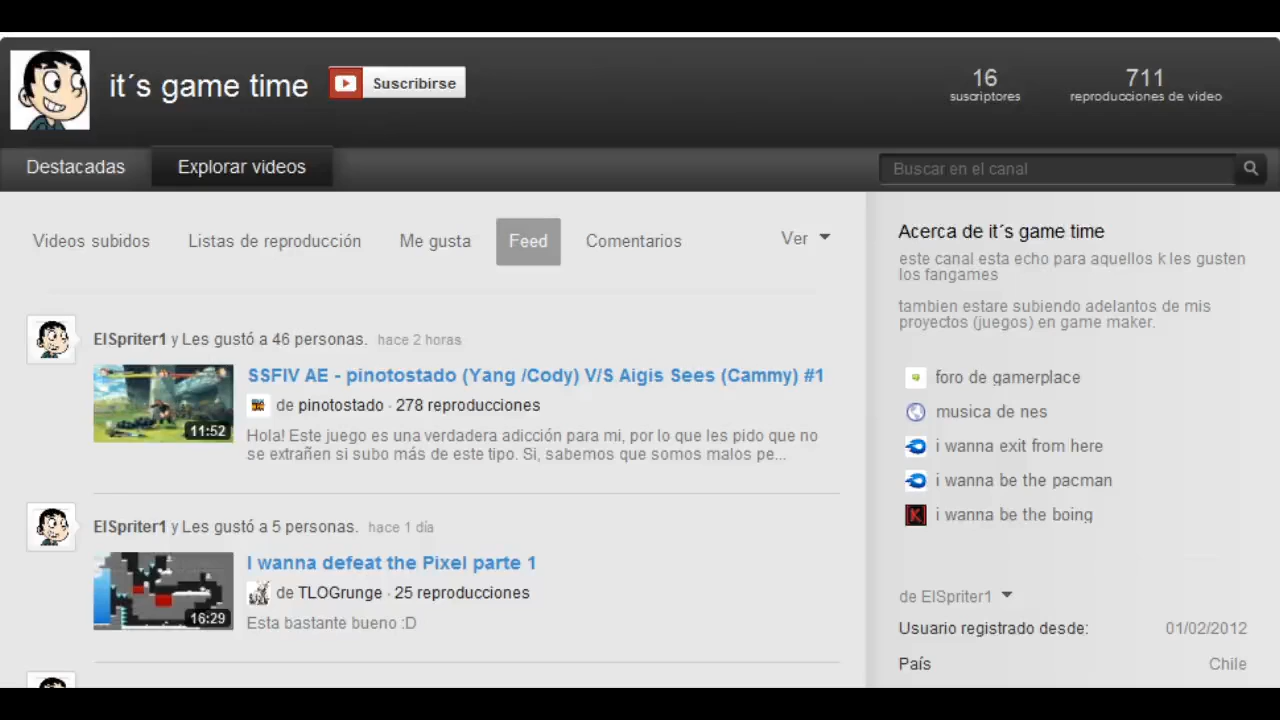 it´s game time
Suscribirse
16
suscriptores
711
reproducciones de video
Destacadas
Explorar videos
Buscar en el canal
Videos subidos
Listas de reproducción
Me gusta
Feed
Comentarios
Ver
ElSpriter1 y Les gustó a 46 personas. hace 2 horas
SSFIV AE - pinotostado (Yang /Cody) V/S Aigis Sees (Cammy) #1
11:52
de pinotostado · 278 reproducciones
Hola! Este juego es una verdadera adicción para mi, por lo que les pido que no
se extrañen si subo más de este tipo. Si, sabemos que somos malos pe...
ElSpriter1 y Les gustó a 5 personas. hace 1 día
I wanna defeat the Pixel parte 1
16:29
de TLOGrunge · 25 reproducciones
Esta bastante bueno :D
Acerca de it´s game time
este canal esta echo para aquellos k les gusten
los fangames
tambien estare subiendo adelantos de mis
proyectos (juegos) en game maker.
foro de gamerplace
musica de nes
i wanna exit from here
i wanna be the pacman
K
i wanna be the boing
de ElSpriter1
Usuario registrado desde: 01/02/2012
País Chile